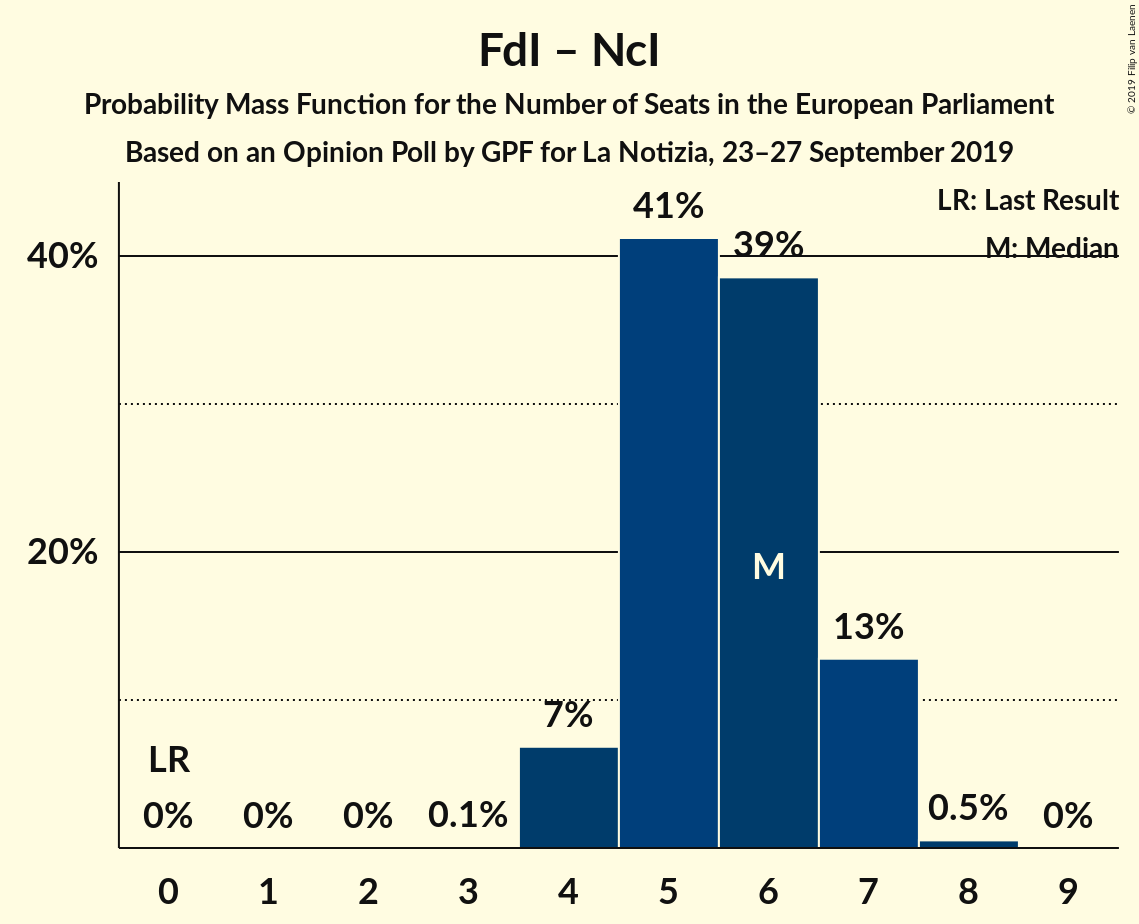 FdI – NcI
Probability Mass Function for the Number of Seats in the European Parliament
Based on an Opinion Poll by GPF for La Notizia, 23–27 September 2019
© 2019 Filip van Laenen
LR: Last Result
M: Median
40%
20%
LR
0%
0%
0%
0.1%
7%
41%
39%
M
13%
0.5%
0%
0 1 2 3 4 5 6 7 8 9